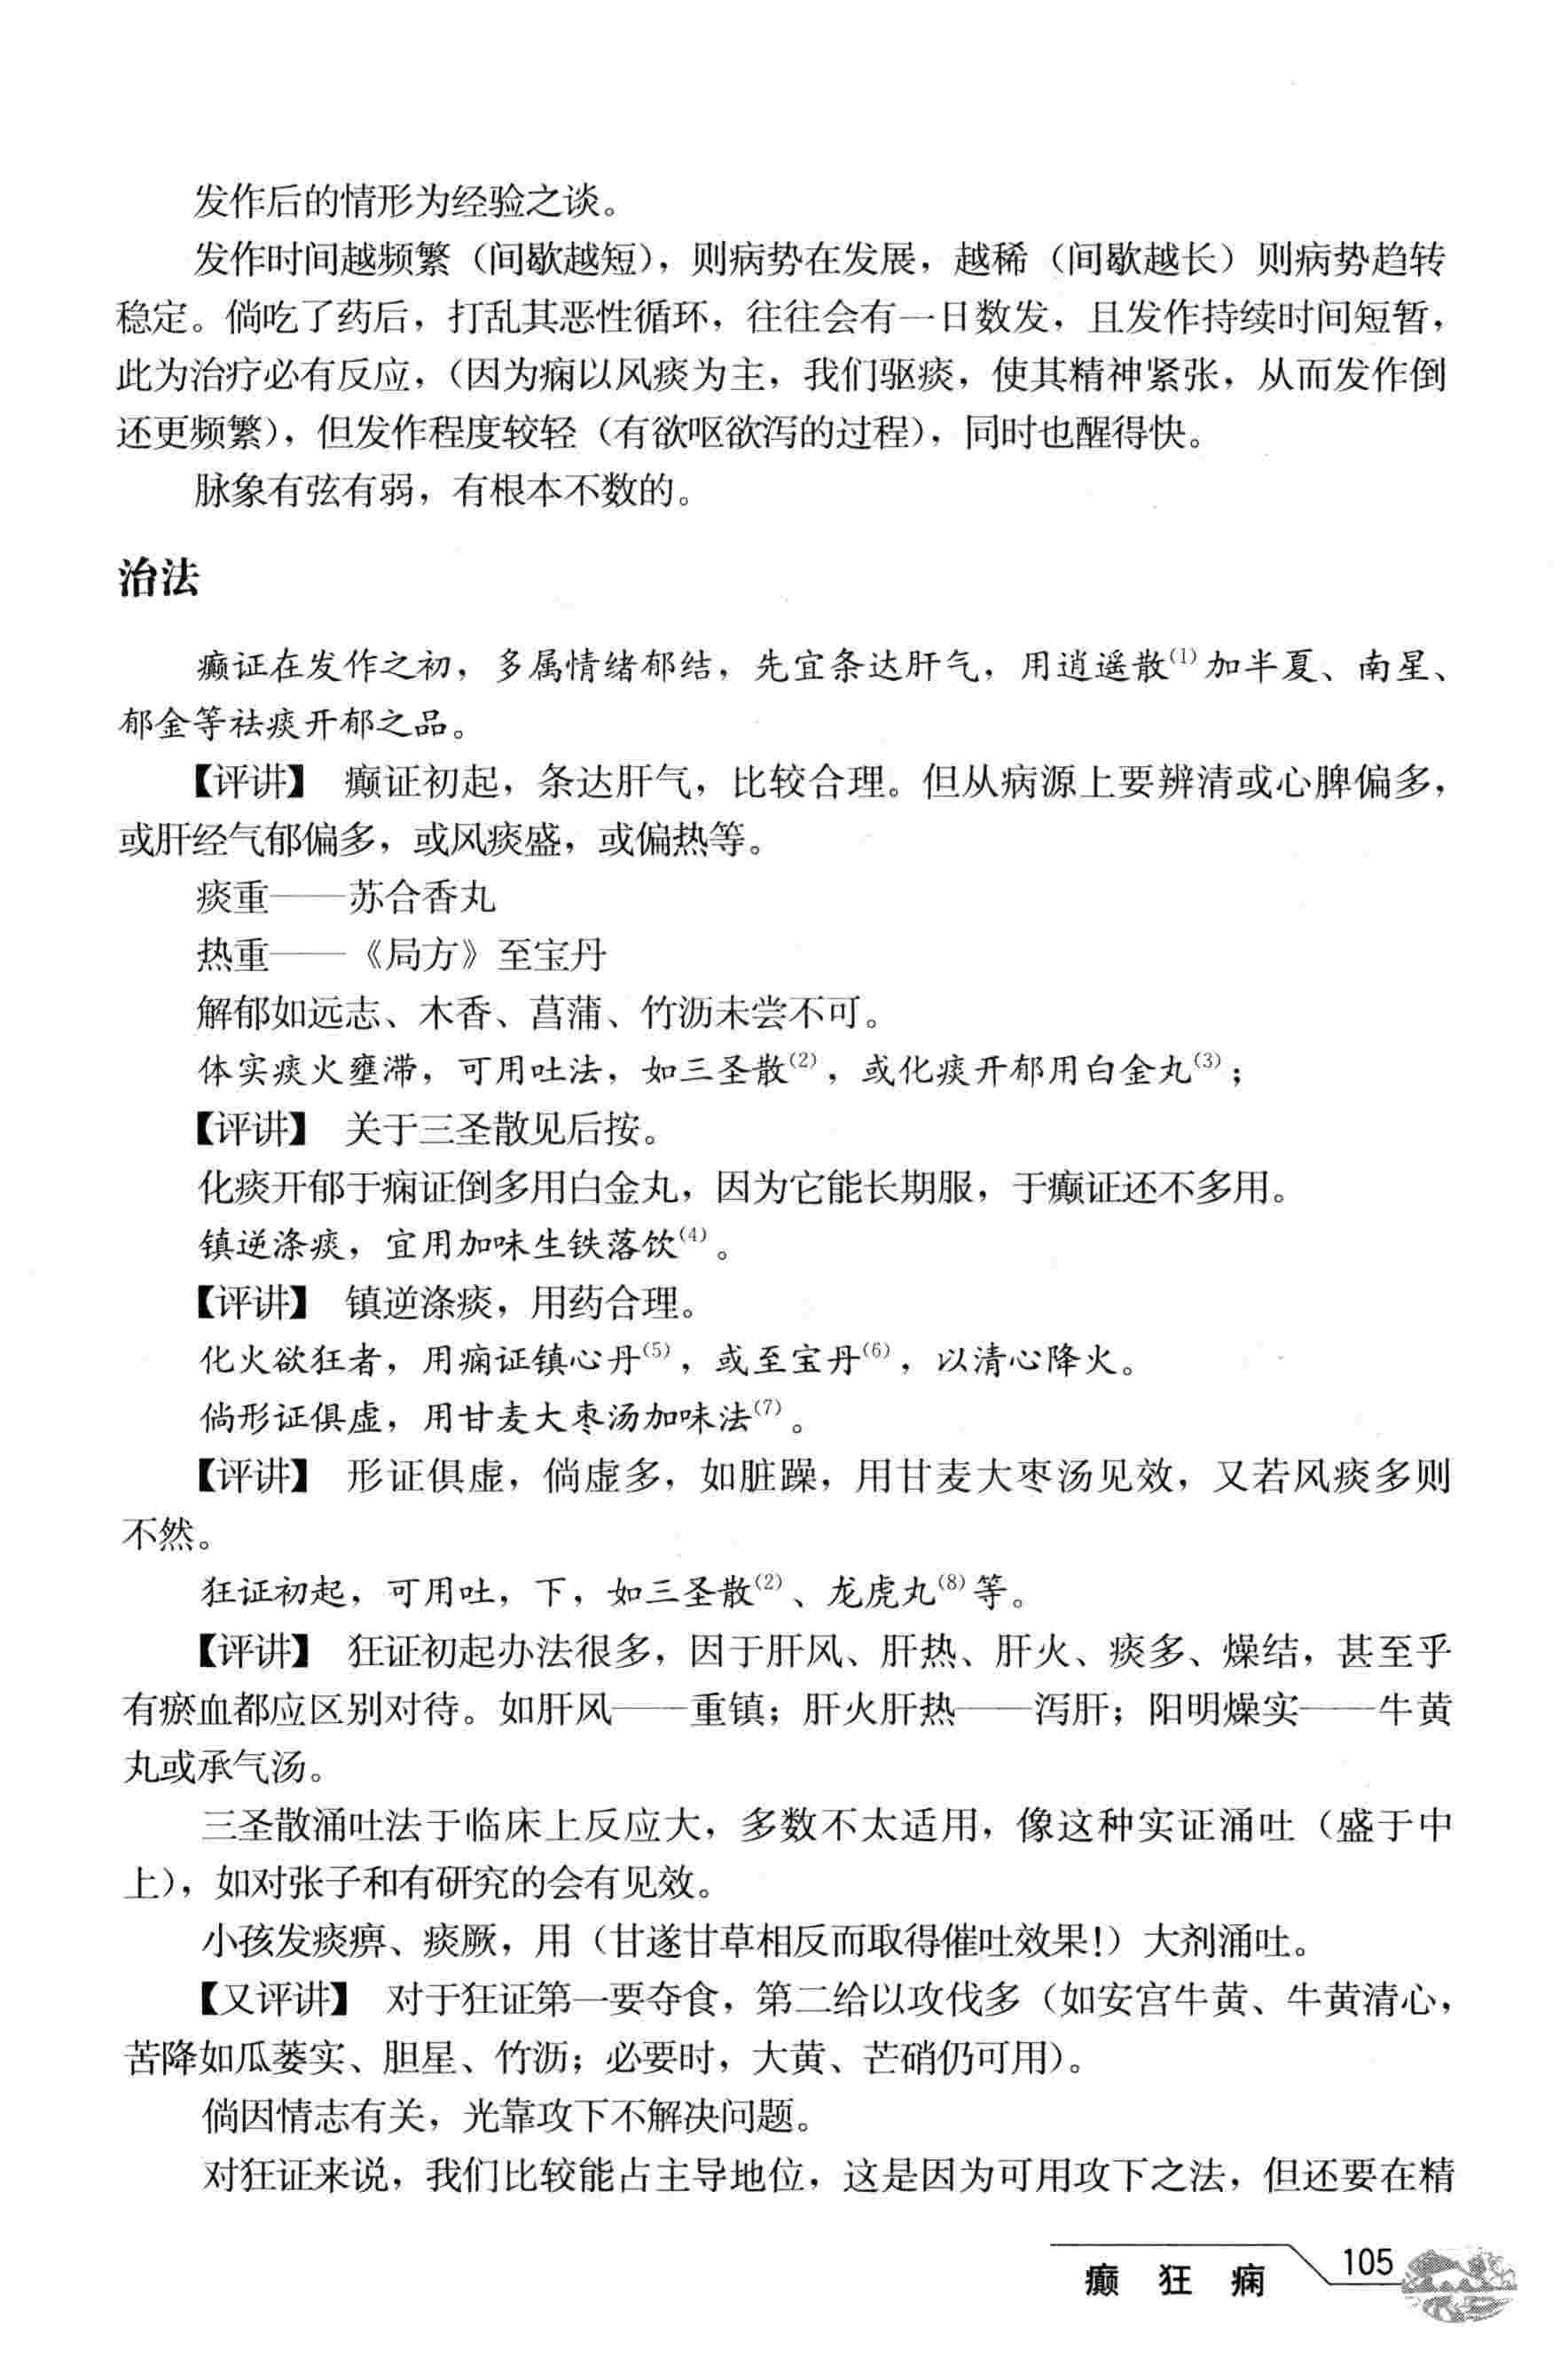 发作后的情形为经验之谈。
发作时间越频繁（间歇越短），则病势在发展，越稀（间歇越长）则病势趋转
稳定。倘吃了药后，打乱其恶性循环，往往会有一日数发，且发作持续时间短暂，
此为治疗必有反应，（因为痫以风痰为主，我们驱痰，使其精神紧张，从而发作倒
还更频繁），但发作程度较轻（有欲呕欲泻的过程），同时也醒得快。
脉象有弦有弱，有根本不数的。
治法
癫证在发作之初，多属情绪郁结，先宜条达肝气，用逍遥散⁽¹⁾加半夏、南星、
郁金等祛痰开郁之品。
【评讲】 癫证初起，条达肝气，比较合理。但从病源上要辨清或心脾偏多，
或肝经气郁偏多，或风痰盛，或偏热等。
痰重——苏合香丸
热重——《局方》至宝丹
解郁如远志、木香、菖蒲、竹沥未尝不可。
体实痰火壅滞，可用吐法，如三圣散⁽²⁾，或化痰开郁用白金丸⁽³⁾；
【评讲】 关于三圣散见后按。
化痰开郁于痫证倒多用白金丸，因为它能长期服，于癫证还不多用。
镇逆涤痰，宜用加味生铁落饮⁽⁴⁾。
【评讲】 镇逆涤痰，用药合理。
化火欲狂者，用痫证镇心丹⁽⁵⁾，或至宝丹⁽⁶⁾，以清心降火。
倘形证俱虚，用甘麦大枣汤加味法⁽⁷⁾。
【评讲】 形证俱虚，倘虚多，如脏躁，用甘麦大枣汤见效，又若风痰多则
不然。
狂证初起，可用吐，下，如三圣散⁽²⁾、龙虎丸⁽⁸⁾等。
【评讲】 狂证初起办法很多，因于肝风、肝热、肝火、痰多、燥结，甚至乎
有瘀血都应区别对待。如肝风——重镇；肝火肝热——泻肝；阳明燥实——牛黄
丸或承气汤。
三圣散涌吐法于临床上反应大，多数不太适用，像这种实证涌吐（盛于中
上），如对张子和有研究的会有见效。
小孩发痰痹、痰厥，用（甘遂甘草相反而取得催吐效果!）大剂涌吐。
【又评讲】 对于狂证第一要夺食，第二给以攻伐多（如安宫牛黄、牛黄清心，
苦降如瓜蒌实、胆星、竹沥；必要时，大黄、芒硝仍可用）。
倘因情志有关，光靠攻下不解决问题。
对狂证来说，我们比较能占主导地位，这是因为可用攻下之法，但还要在精
癫 狂 痫 105